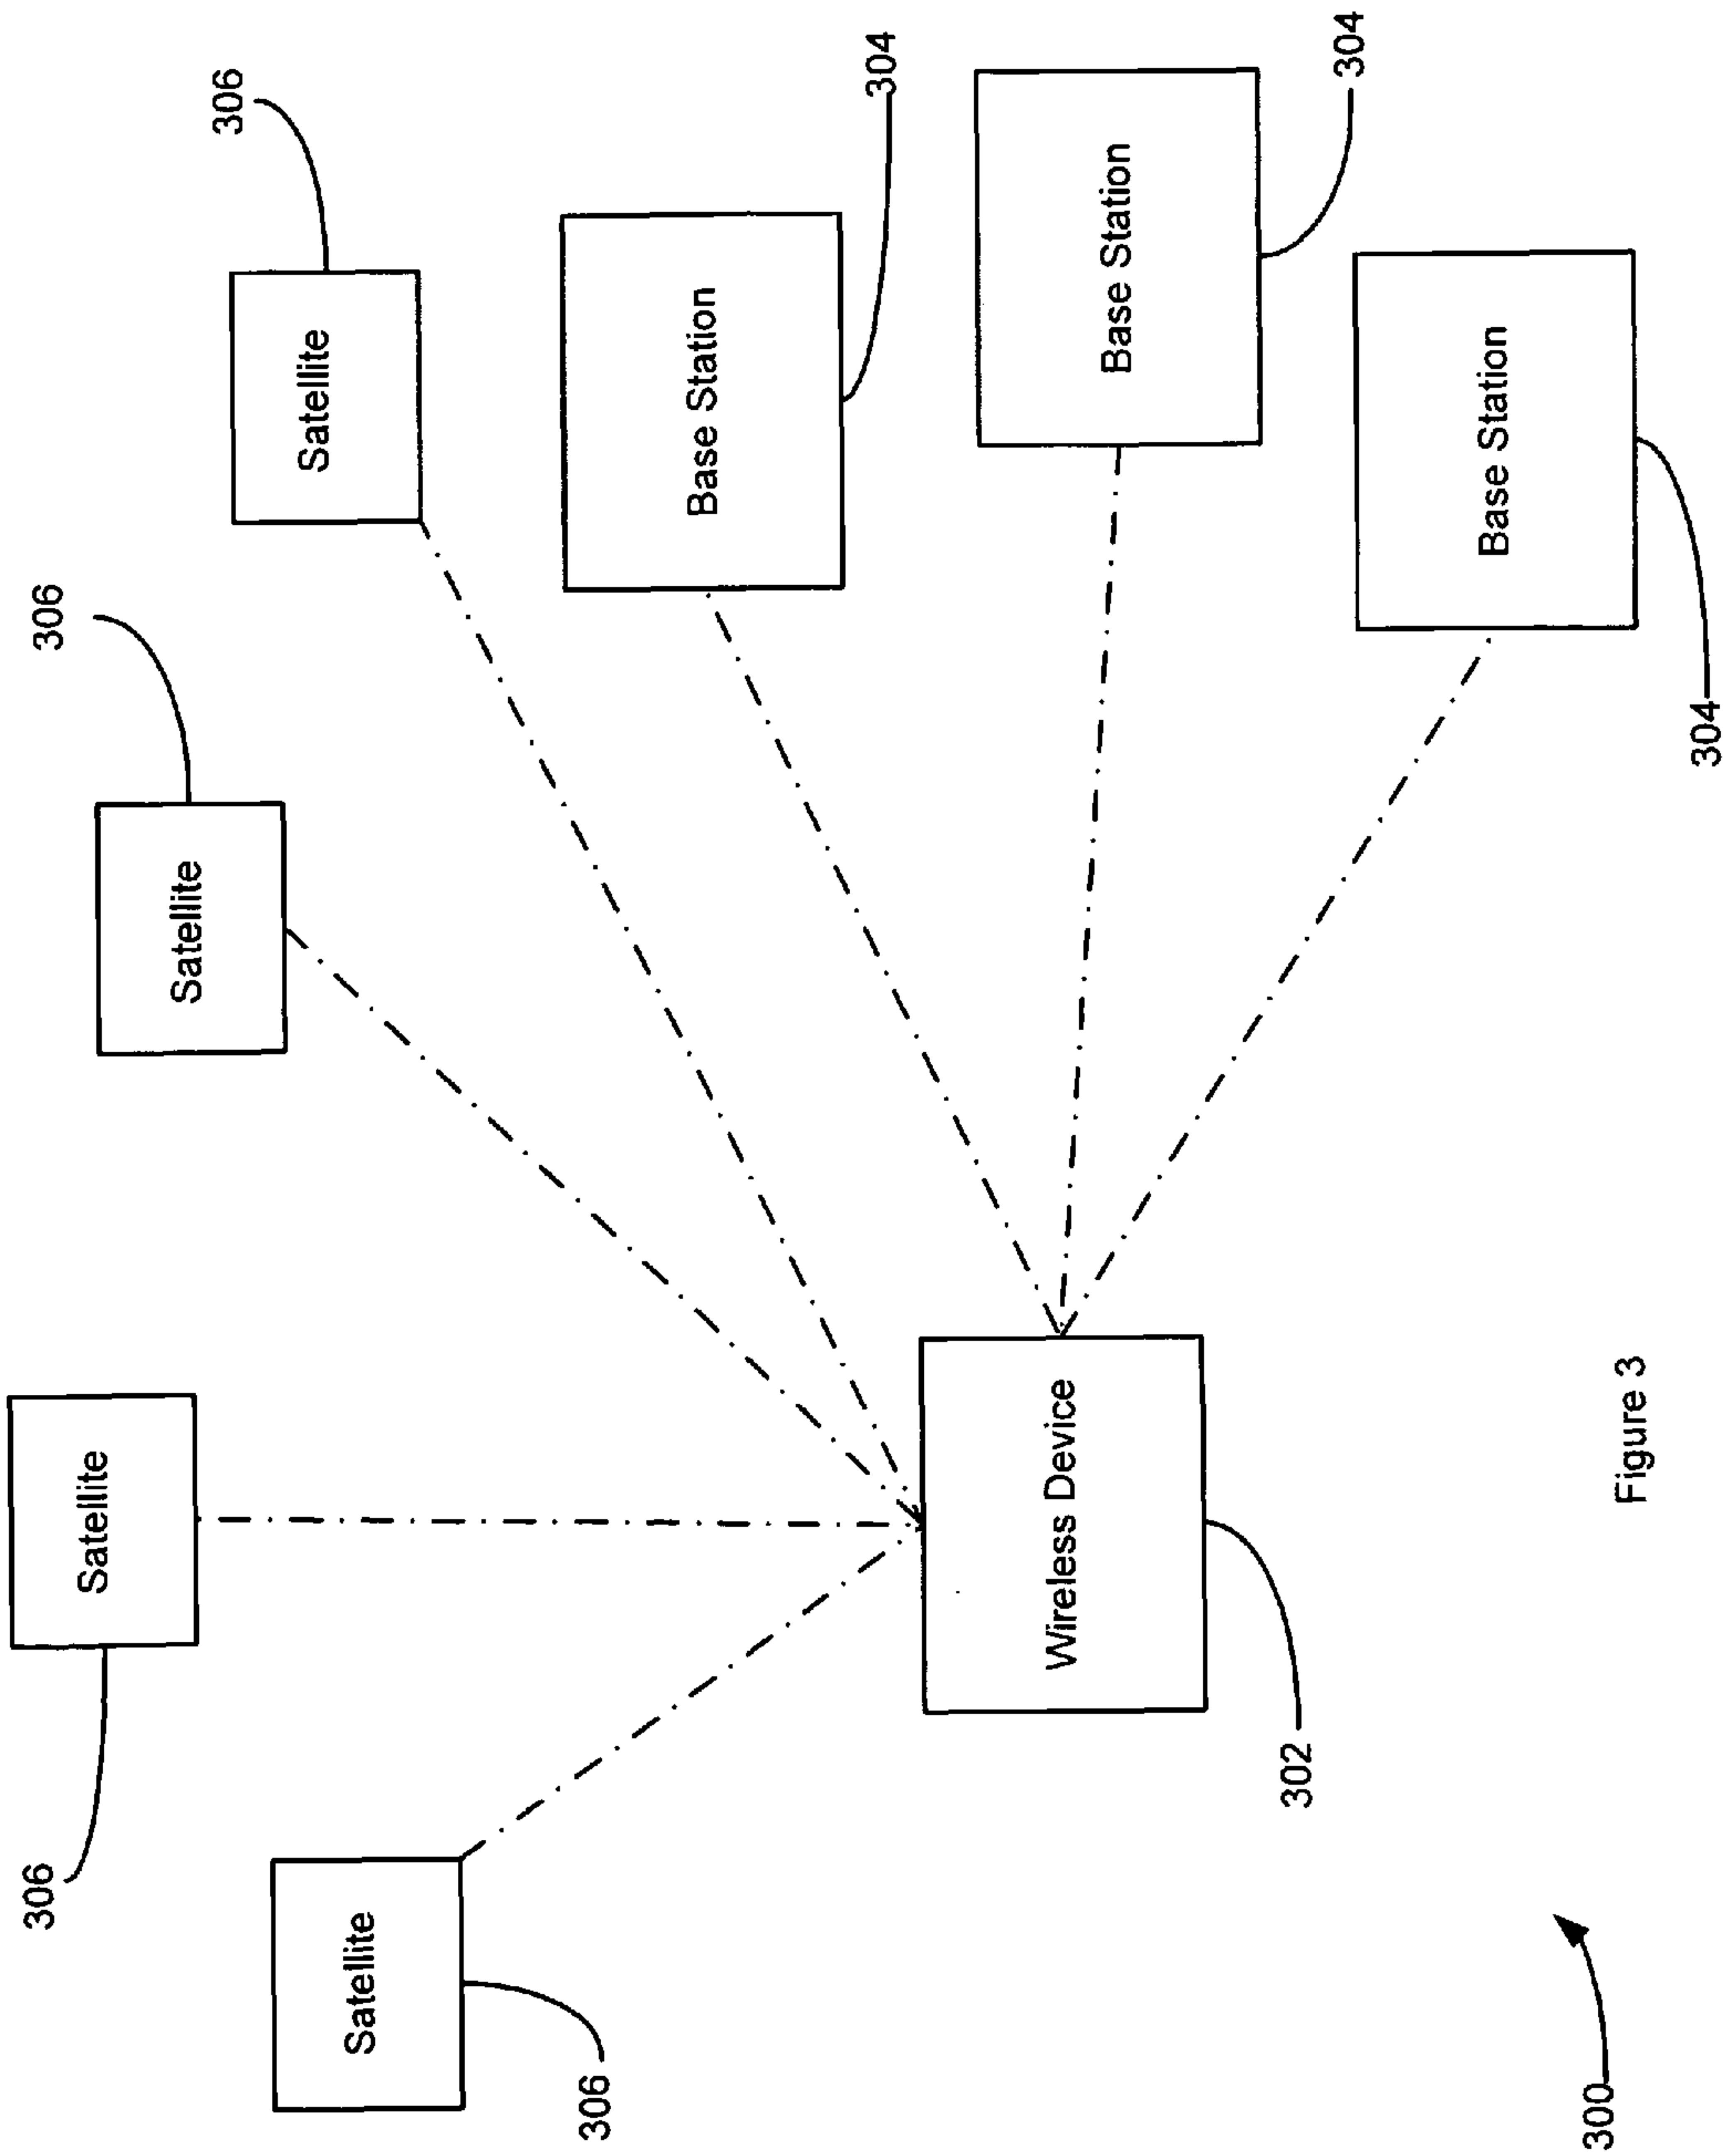 306
Satellite
306
Satellite
306
Satellite
306
Satellite
Base Station
304
Base Station
304
Base Station
304
Wireless Device
302
300
Figure 3